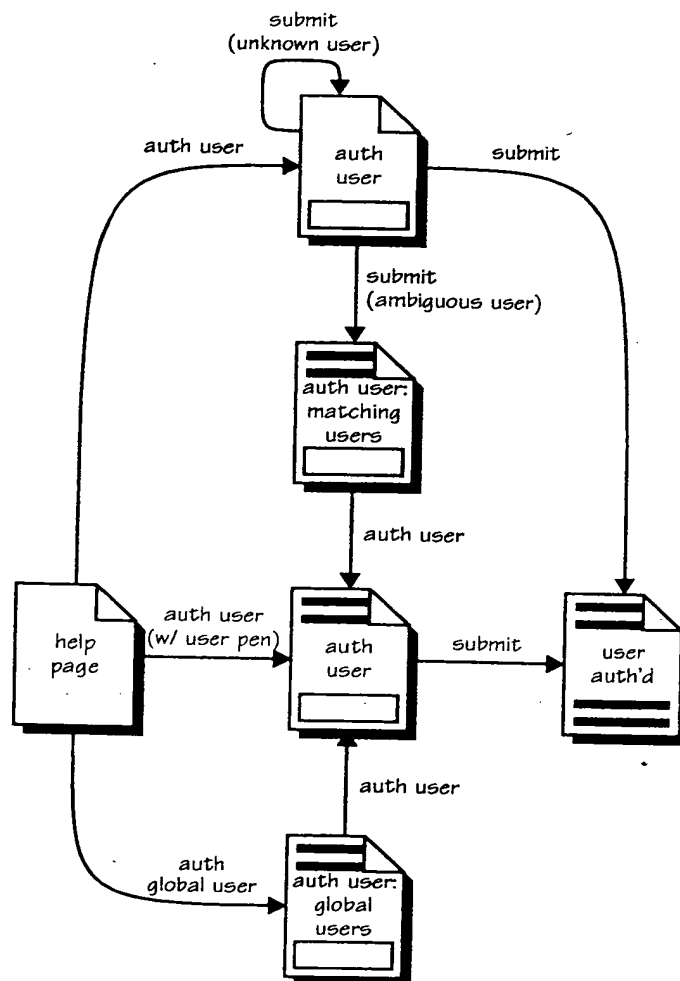 submit
(unknown user)
auth user
auth
user
submit
submit
(ambiguous user)
auth user:
matching
users
auth user
help
page
auth user
(w/ user pen)
auth
user
submit
user
auth'd
auth user
auth
global user
auth user:
global
users